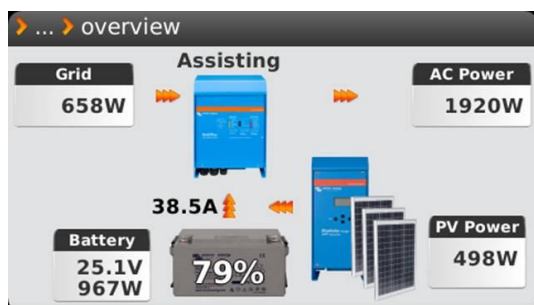 ... overview
Assisting
Grid
658W
AC Power
1920W
38.5A
Battery
25.1V
967W
79%
PV Power
498W